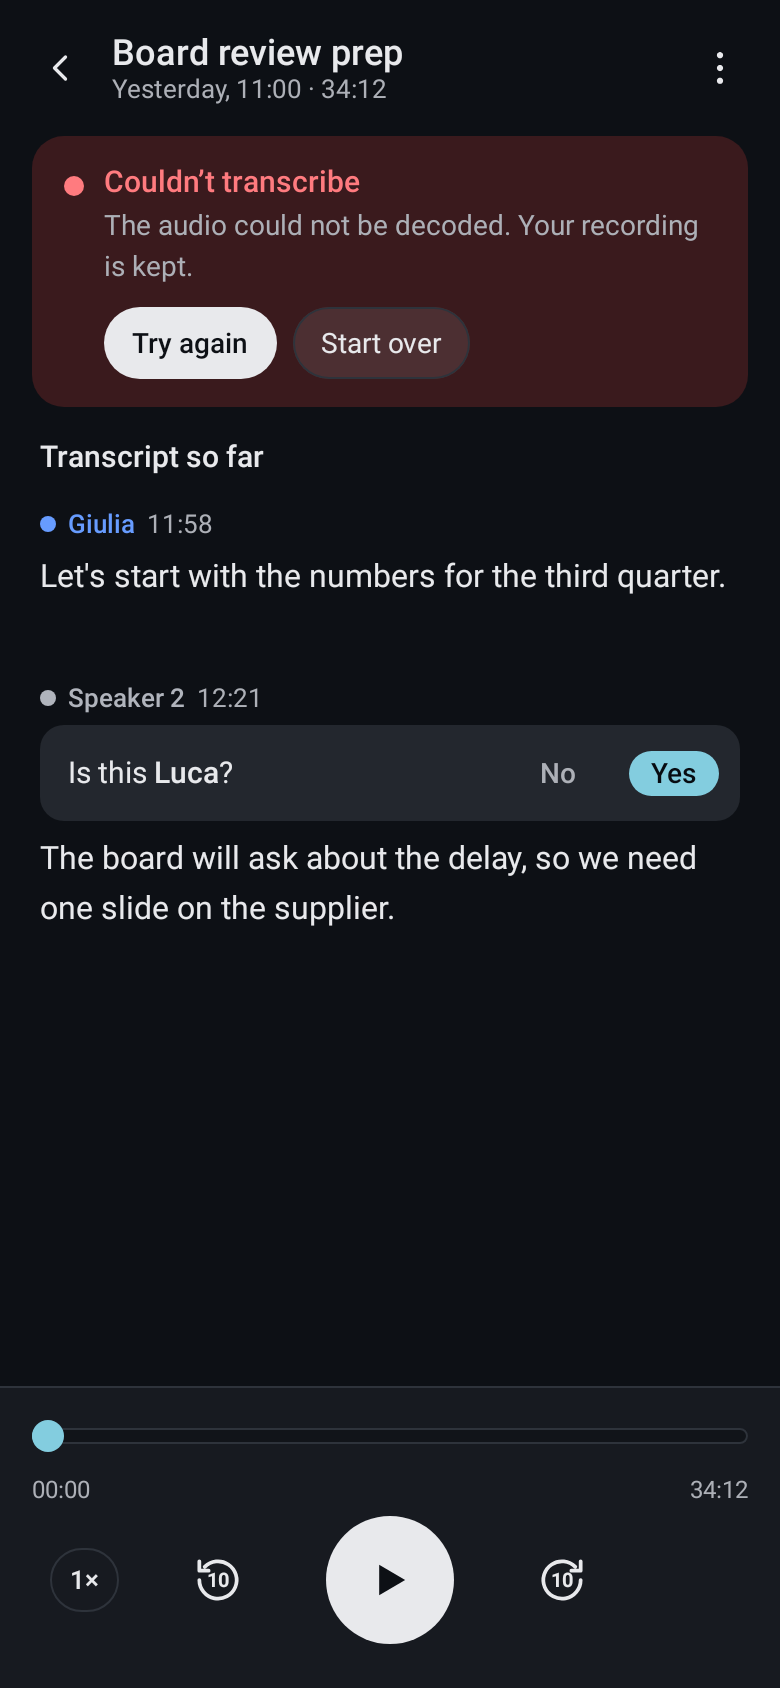 Board review prep
Yesterday, 11:00 · 34:12
Couldn’t transcribe
The audio could not be decoded. Your recording
is kept.
Try again Start over
Transcript so far
Giulia 11:58
Let's start with the numbers for the third quarter.
Speaker 2 12:21
Is this Luca? No Yes
The board will ask about the delay, so we need
one slide on the supplier.
00:00 34:12
1× 10 10